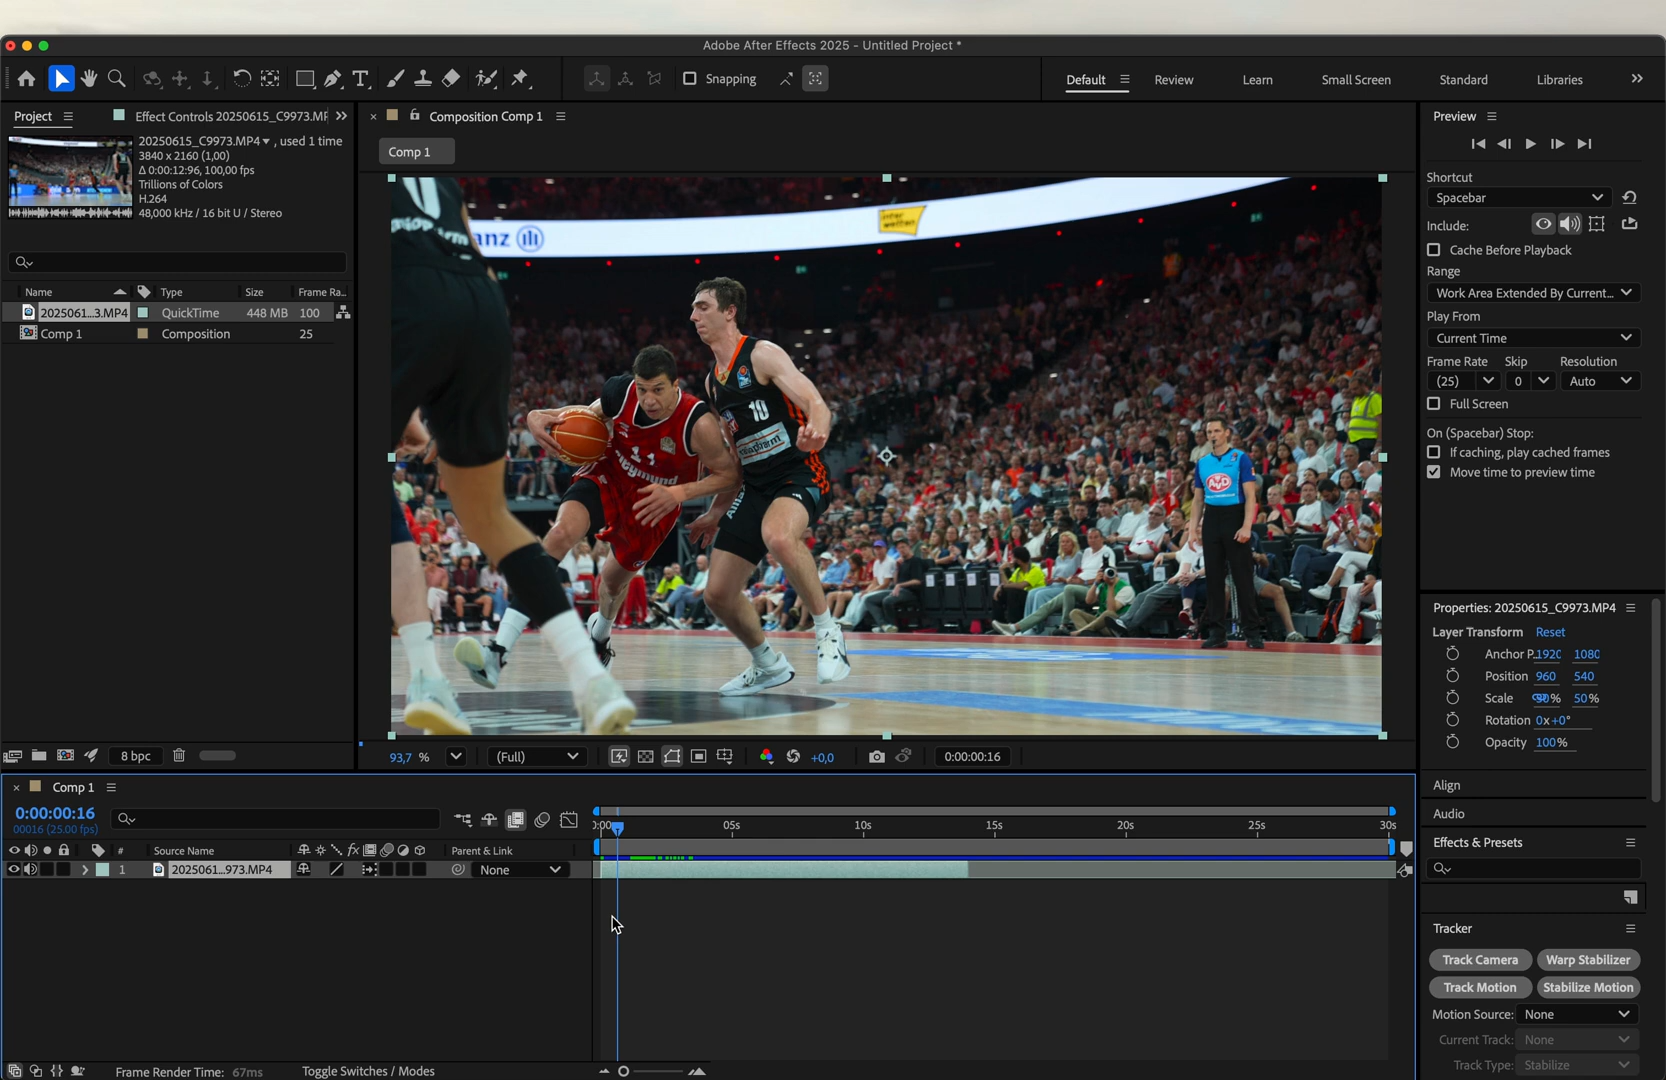 Adobe After Effects 2025 - Untitled Project *
Snapping
Default
Review
Learn
Small Screen
Standard
Libraries
Project
Effect Controls 20250615_C9973.MP
20250615_C9973.MP4
, used 1 time
3840 x 2160 (1,00)
Δ 0:00:12:96, 100,00 fps
Trillions of Colors
H.264
48,000 kHz / 16 bit U / Stereo
Name
Type
Size
Frame Ra..
2025061...3.MP4
QuickTime
448 MB
100
Comp 1
Composition
25
8 bpc
Composition Comp 1
Comp 1
anz
inter
wetten
10
11
AvD
93,7 %
(Full)
+0,0
0:00:00:16
Preview
Shortcut
Spacebar
Include:
Cache Before Playback
Range
Work Area Extended By Current...
Play From
Current Time
Frame Rate
Skip
Resolution
(25)
0
Auto
Full Screen
On (Spacebar) Stop:
If caching, play cached frames
Move time to preview time
Properties: 20250615_C9973.MP4
Layer Transform
Reset
Anchor P..
1920
1080
Position
960
540
Scale
50%
Rotation
0x+0°
Opacity
100%
Align
Audio
Effects & Presets
Tracker
Track Camera
Warp Stabilizer
Track Motion
Stabilize Motion
Motion Source:
None
Current Track:
None
Track Type:
Stabilize
Comp 1
0:00:00:16
00016 (25.00 fps)
#
Source Name
fx
Parent & Link
1
2025061...973.MP4
None
):00
05s
10s
15s
20s
25s
30s
Frame Render Time: 67ms
Toggle Switches / Modes